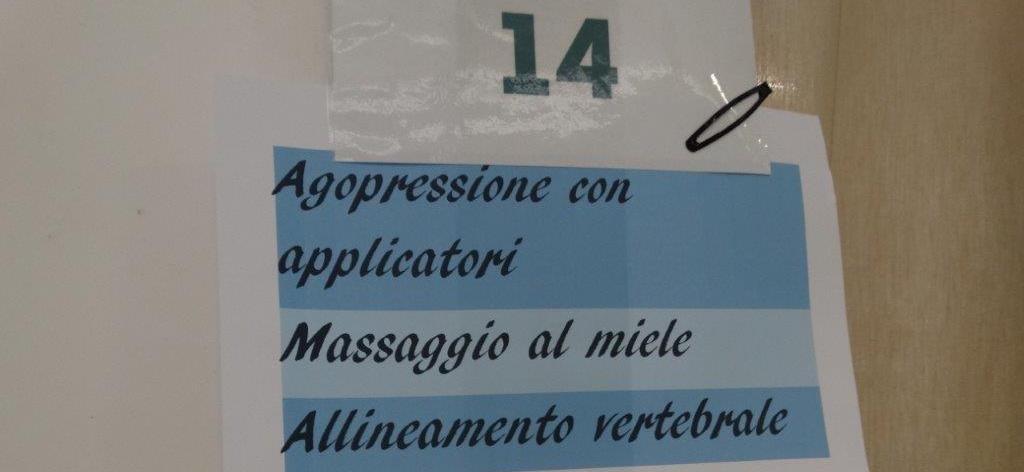 14
Agopressione con
applicatori
Massaggio al miele
Allineamento vertebrale